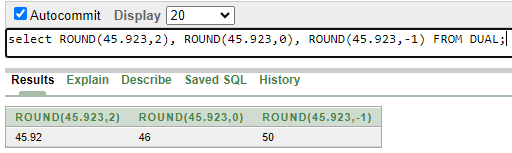 Autocommit Display 20
select ROUND(45.923,2), ROUND(45.923,0), ROUND(45.923,-1) FROM DUAL;
Results Explain Describe Saved SQL History
ROUND(45.923,2) ROUND(45.923,0) ROUND(45.923,-1)
45.92 46 50